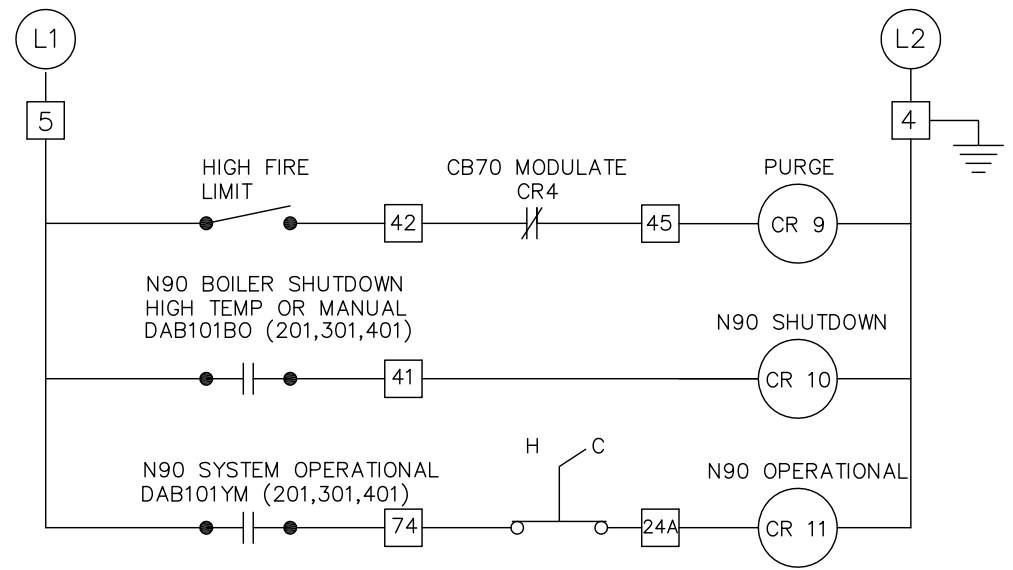 L1
L2
5
4
HIGH FIRE
LIMIT
CB70 MODULATE
CR4
PURGE
42
45
CR 9
N90 BOILER SHUTDOWN
HIGH TEMP OR MANUAL
DAB101BO (201,301,401)
N90 SHUTDOWN
41
CR 10
H C
N90 SYSTEM OPERATIONAL
DAB101YM (201,301,401)
N90 OPERATIONAL
74
24A
CR 11